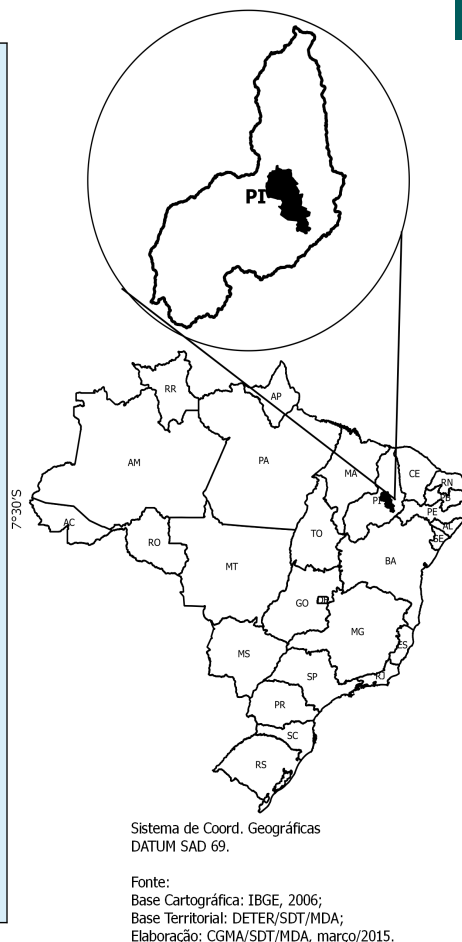 PI
RR
AP
AM
PA
MA
CE
RN
PB
PI
PE
AL
SE
7°30'S
AC
RO
TO
BA
MT
GO
DF
MG
ES
MS
SP
RJ
PR
SC
RS
Sistema de Coord. Geográficas
DATUM SAD 69.
Fonte:
Base Cartográfica: IBGE, 2006;
Base Territorial: DETER/SDT/MDA;
Elaboração: CGMA/SDT/MDA, março/2015.